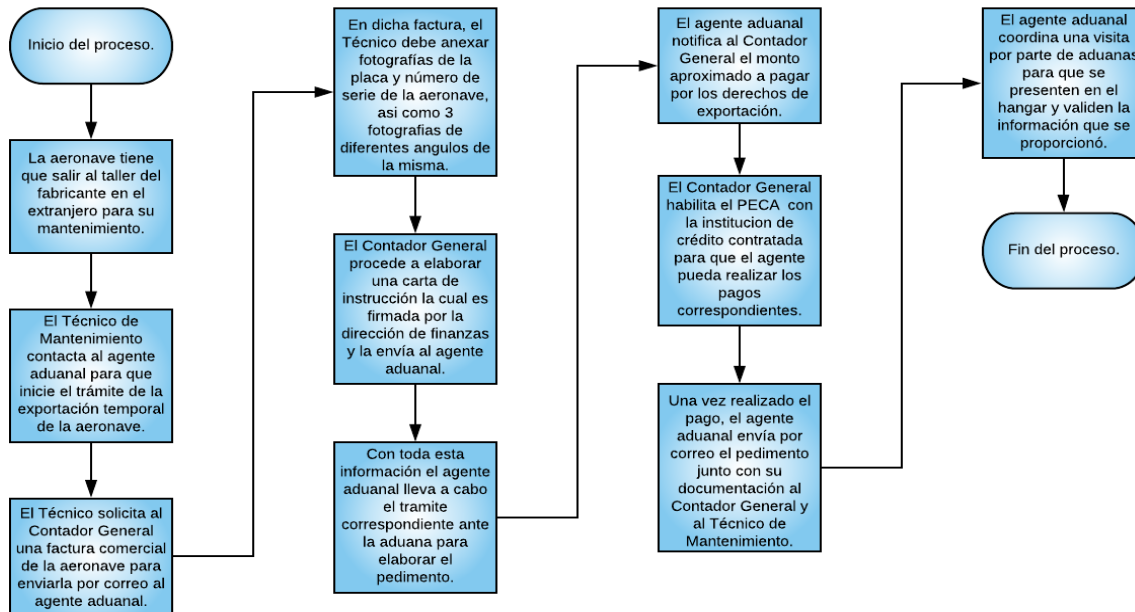 Inicio del proceso.
La aeronave tiene
que salir al taller del
fabricante en el
extranjero para su
mantenimiento.
El Técnico de
Mantenimiento
contacta al agente
aduanal para que
inicie el trámite de la
exportación temporal
de la aeronave.
El Técnico solicita al
Contador General
una factura comercial
de la aeronave para
enviarla por correo al
agente aduanal.
En dicha factura, el
Técnico debe anexar
fotografías de la
placa y número de
serie de la aeronave,
asi como 3
fotografias de
diferentes angulos de
la misma.
El Contador General
procede a elaborar
una carta de
instrucción la cual es
firmada por la
dirección de finanzas
y la envía al agente
aduanal.
Con toda esta
información el agente
aduanal lleva a cabo
el tramite
correspondiente ante
la aduana para
elaborar el
pedimento.
El agente aduanal
notifica al Contador
General el monto
aproximado a pagar
por los derechos de
exportación.
El Contador General
habilita el PECA con
la institucion de
crédito contratada
para que el agente
pueda realizar los
pagos
correspondientes.
Una vez realizado el
pago, el agente
aduanal envía por
correo el pedimento
junto con su
documentación al
Contador General y
al Técnico de
Mantenimiento.
El agente aduanal
coordina una visita
por parte de aduanas
para que se
presenten en el
hangar y validen la
información que se
proporcionó.
Fin del proceso.